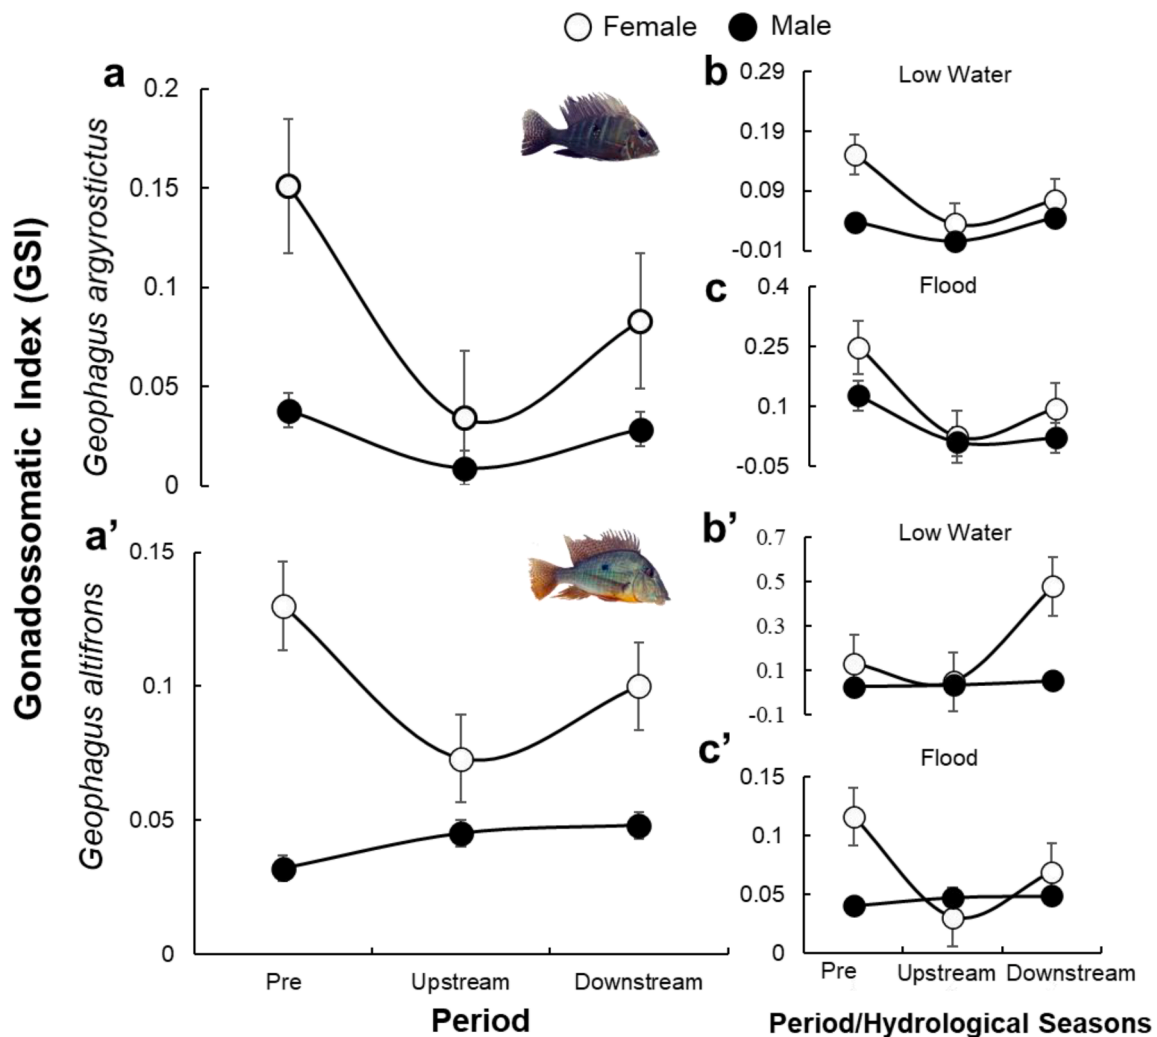 Female Male
Gonadossomatic Index (GSI)
Geophagus argyrostictus
a
0.2
0.15
0.1
0.05
0
b
Low Water
0.29
0.19
0.09
-0.01
c
Flood
0.4
0.25
0.1
-0.05
Geophagus altifrons
a’
0.15
0.1
0.05
0
Pre Upstream Downstream
Period
b’
Low Water
0.7
0.5
0.3
0.1
-0.1
c’
Flood
0.15
0.1
0.05
0
Pre Upstream Downstream
Period/Hydrological Seasons